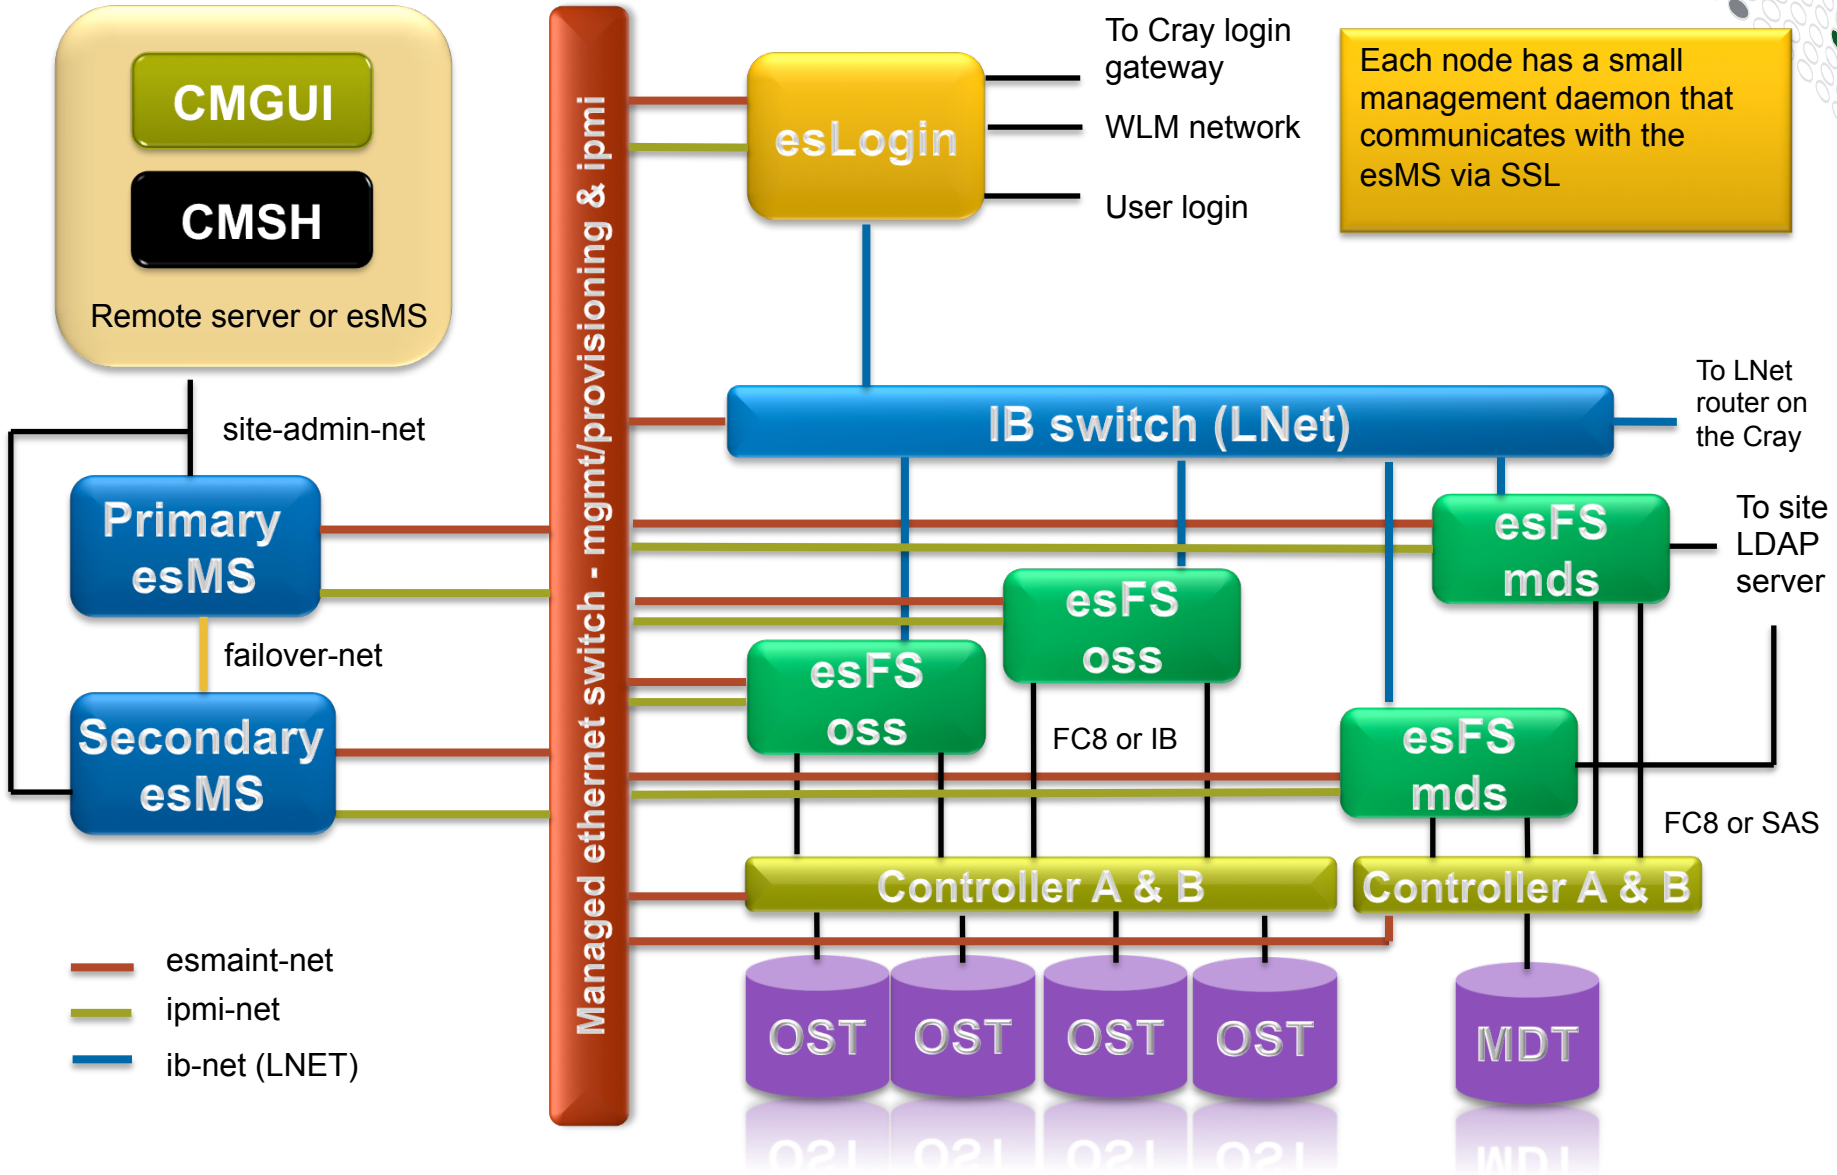 CMGUI
CMSH
Remote server or esMS
site-admin-net
Primary
esMS
failover-net
Secondary
esMS
esmaint-net
ipmi-net
ib-net (LNET)
Managed ethernet switch - mgmt/provisioning & ipmi
esLogin
To Cray login
gateway
WLM network
User login
Each node has a small
management daemon that
communicates with the
esMS via SSL
IB switch (LNet)
To LNet
router on
the Cray
esFS
mds
To site
LDAP
server
esFS
oss
esFS
oss
FC8 or IB
esFS
mds
FC8 or SAS
Controller A & B
Controller A & B
OST
OST
OST
OST
MDT